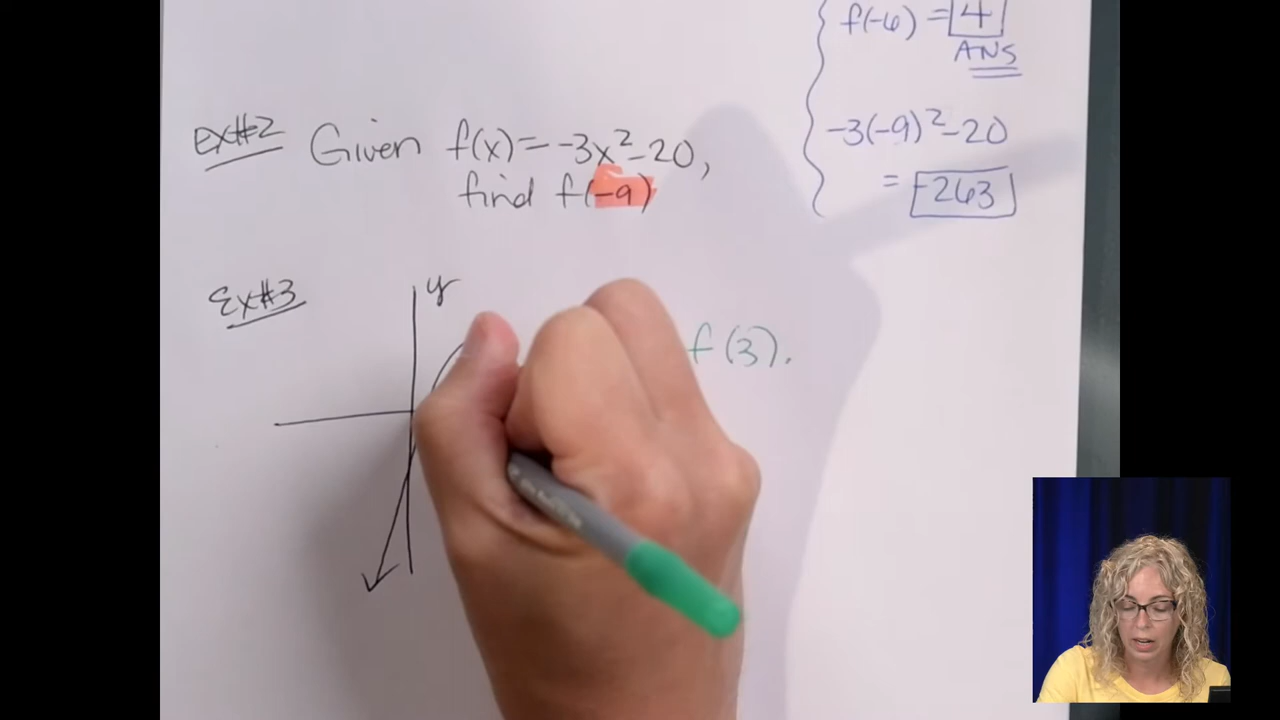 f(-6) = 4
ANS
Ex#2 Given f(x) = -3x²-20,
find f(-9)
-3(-9)²-20
= -263
Ex#3
y
f(3).